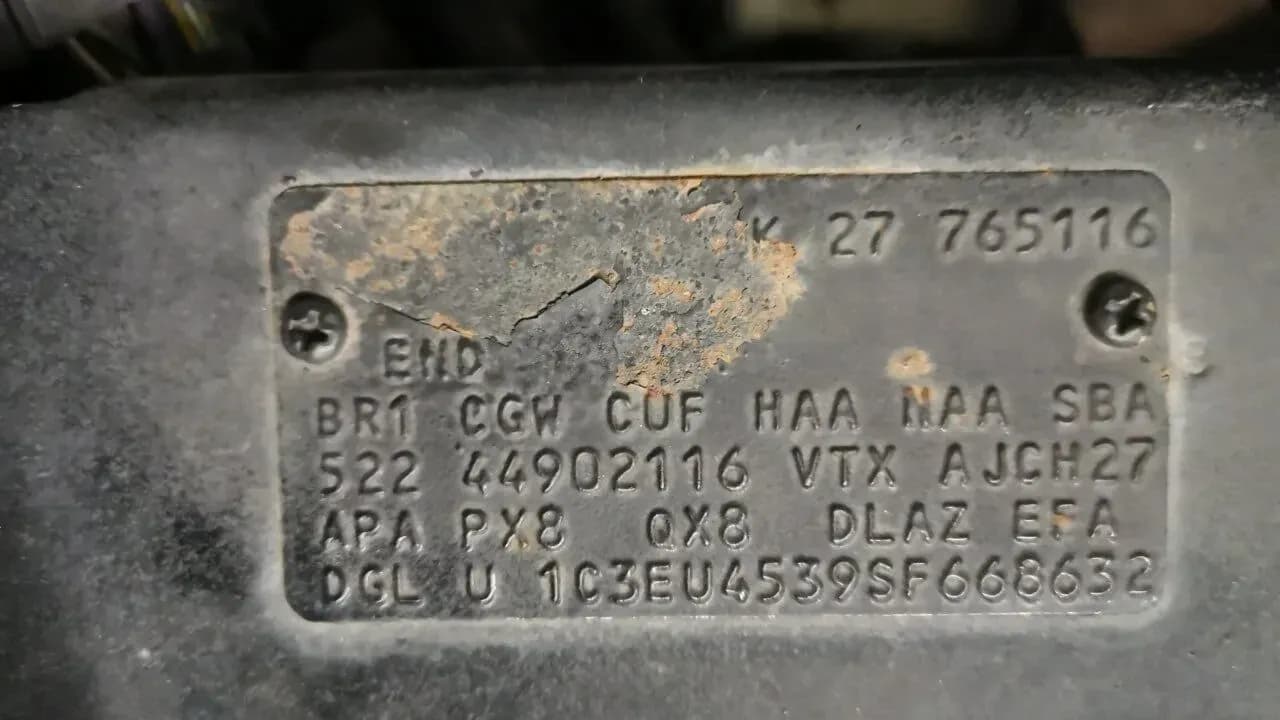 K 27 765116
END
BR1 CGW CUF HAA MAA SBA
522 44902116 VTX AJCH27
APA PX8 QX8 DLAZ EFA
DGL U 1C3EU4539SF668632